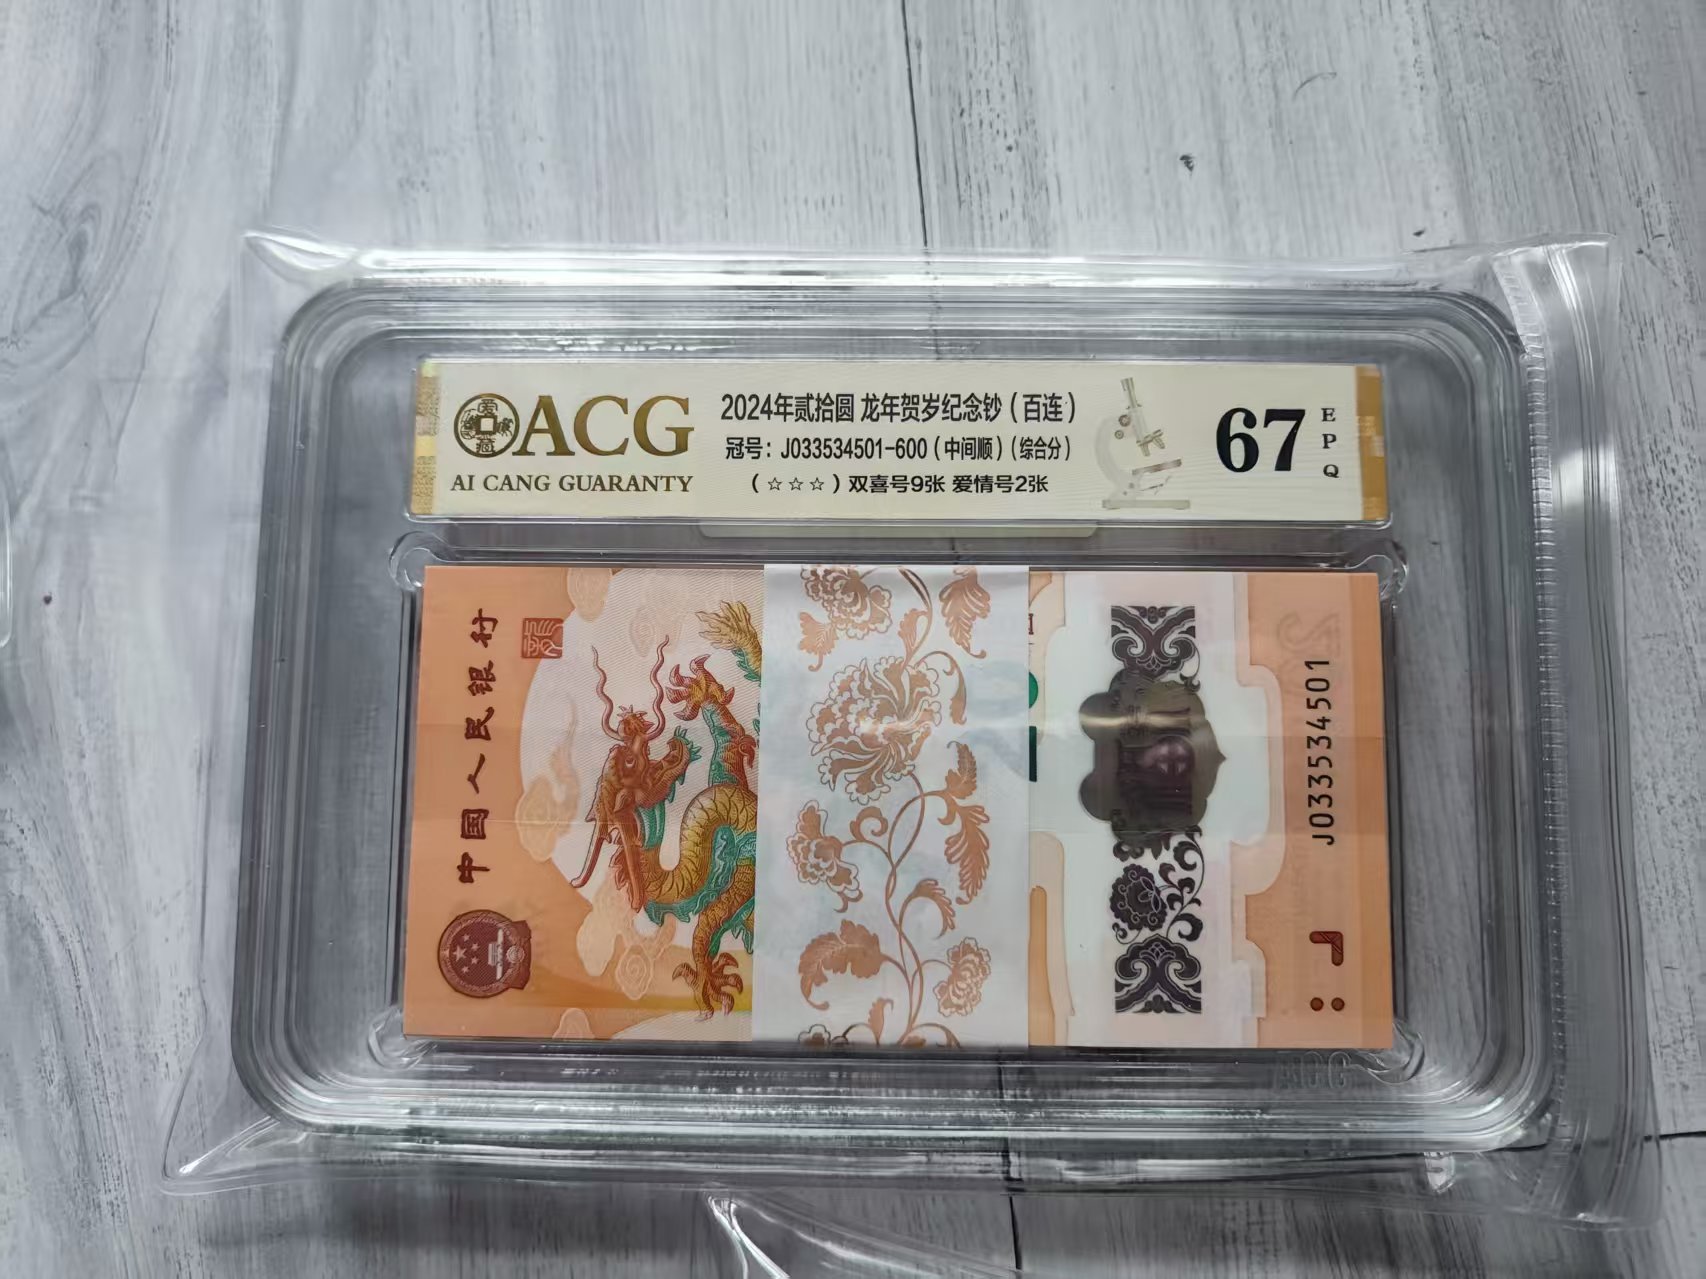 ACG
AI CANG GUARANTY
2024年贰拾圆 龙年贺岁纪念钞（百连）
冠号：J033534501-600（中间顺）（综合分）
（☆☆☆）双喜号9张 爱情号2张
67
EPQ
中国人民银行
J033534501
ACG